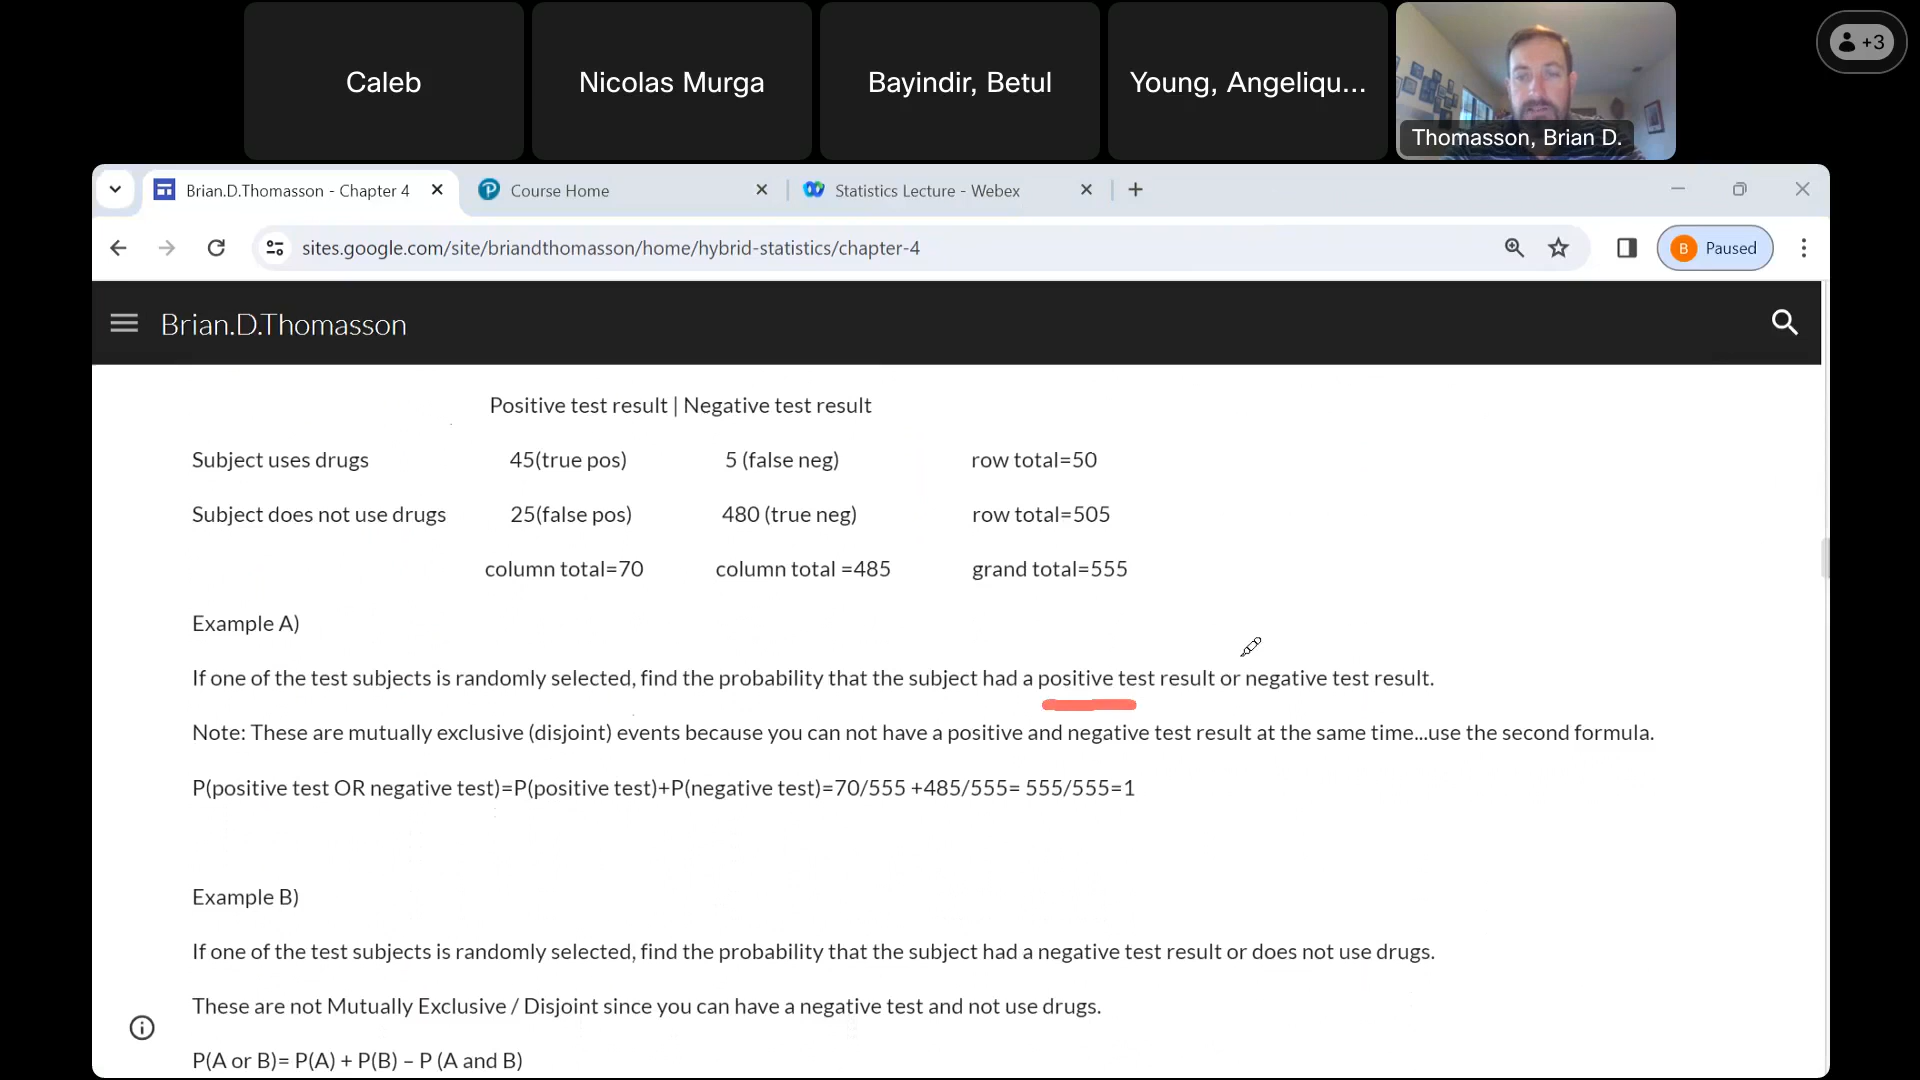 Caleb
Nicolas Murga
Bayindir, Betul
Young, Angeliqu...
Thomasson, Brian D.
+3
Brian.D.Thomasson - Chapter 4
Course Home
Statistics Lecture - Webex
sites.google.com/site/briandthomasson/home/hybrid-statistics/chapter-4
B Paused
Brian.D.Thomasson
Positive test result | Negative test result
Subject uses drugs 45(true pos) 5 (false neg) row total=50
Subject does not use drugs 25(false pos) 480 (true neg) row total=505
column total=70 column total =485 grand total=555
Example A)
If one of the test subjects is randomly selected, find the probability that the subject had a positive test result or negative test result.
Note: These are mutually exclusive (disjoint) events because you can not have a positive and negative test result at the same time...use the second formula.
P(positive test OR negative test)=P(positive test)+P(negative test)=70/555 +485/555= 555/555=1
Example B)
If one of the test subjects is randomly selected, find the probability that the subject had a negative test result or does not use drugs.
These are not Mutually Exclusive / Disjoint since you can have a negative test and not use drugs.
P(A or B)= P(A) + P(B) – P (A and B)